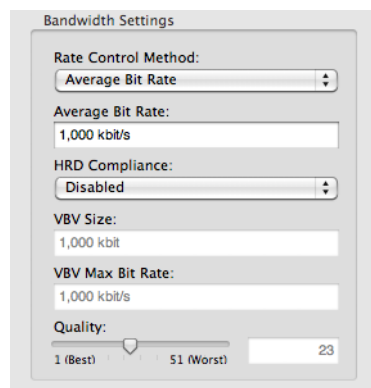 Bandwidth Settings
Rate Control Method:
Average Bit Rate
Average Bit Rate:
1,000 kbit/s
HRD Compliance:
Disabled
VBV Size:
1,000 kbit
VBV Max Bit Rate:
1,000 kbit/s
Quality:
23
1 (Best) 51 (Worst)